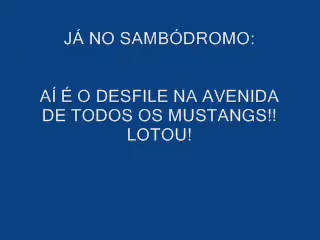 JÁ NO SAMBÓDROMO:
AÍ É O DESFILE NA AVENIDA
DE TODOS OS MUSTANGS!!
LOTOU!